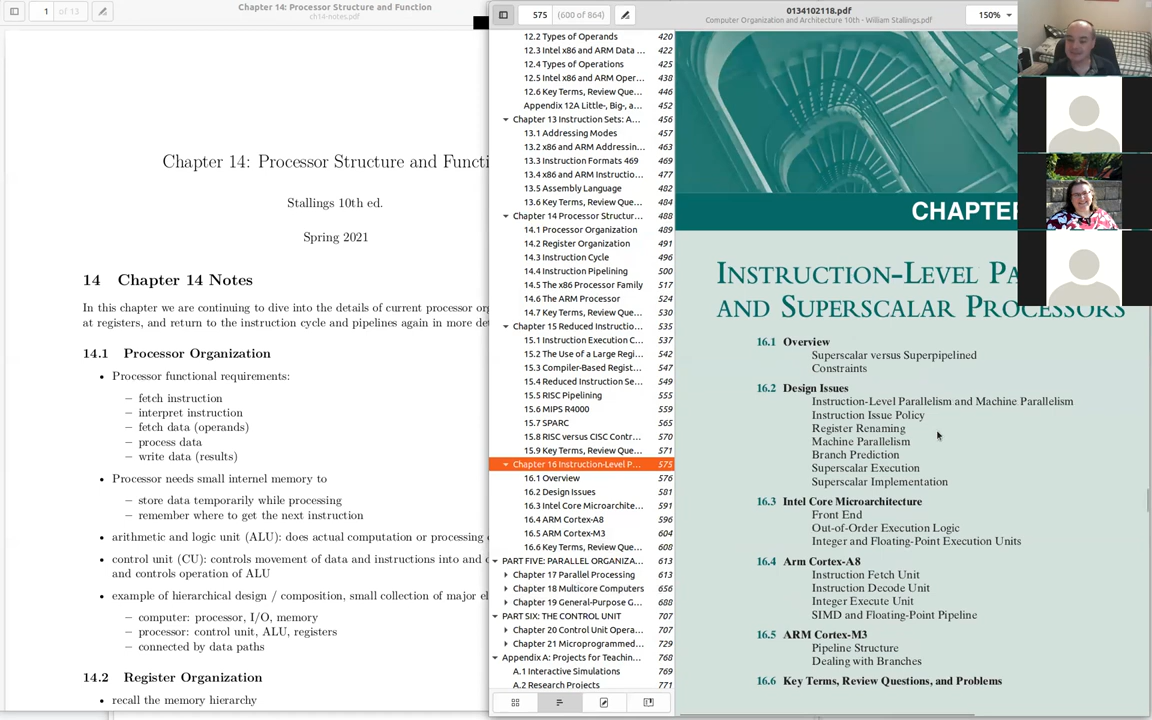 1
of 13
Chapter 14: Processor Structure and Function
ch14-notes.pdf
Chapter 14: Processor Structure and Functi
Stallings 10th ed.
Spring 2021
14 Chapter 14 Notes
In this chapter we are continuing to dive into the details of current processor or
at registers, and return to the instruction cycle and pipelines again in more det
14.1 Processor Organization
• Processor functional requirements:
– fetch instruction
– interpret instruction
– fetch data (operands)
– process data
– write data (results)
• Processor needs small internel memory to
– store data temporarily while processing
– remember where to get the next instruction
• arithmetic and logic unit (ALU): does actual computation or processing
• control unit (CU): controls movement of data and instructions into and
and controls operation of ALU
• example of hierarchical design / composition, small collection of major el
– computer: processor, I/O, memory
– processor: control unit, ALU, registers
– connected by data paths
14.2 Register Organization
• recall the memory hierarchy
575
(600 of 864)
0134102118.pdf
Computer Organization and Architecture 10th - William Stallings.pdf
150%
12.2 Types of Operands 420
12.3 Intel x86 and ARM Data ... 422
12.4 Types of Operations 425
12.5 Intel x86 and ARM Oper... 438
12.6 Key Terms, Review Que... 446
Appendix 12A Little-, Big-, a... 452
Chapter 13 Instruction Sets: A... 456
13.1 Addressing Modes 457
13.2 x86 and ARM Addressin... 463
13.3 Instruction Formats 469 469
13.4 x86 and ARM Instructio... 477
13.5 Assembly Language 482
13.6 Key Terms, Review Que... 484
Chapter 14 Processor Structur... 488
14.1 Processor Organization 489
14.2 Register Organization 491
14.3 Instruction Cycle 496
14.4 Instruction Pipelining 500
14.5 The x86 Processor Family 517
14.6 The ARM Processor 524
14.7 Key Terms, Review Que... 530
Chapter 15 Reduced Instructio... 535
15.1 Instruction Execution C... 537
15.2 The Use of a Large Regi... 542
15.3 Compiler-Based Regist... 547
15.4 Reduced Instruction Se... 549
15.5 RISC Pipelining 555
15.6 MIPS R4000 559
15.7 SPARC 565
15.8 RISC versus CISC Contr... 570
15.9 Key Terms, Review Que... 571
Chapter 16 Instruction-Level P... 575
16.1 Overview 576
16.2 Design Issues 581
16.3 Intel Core Microarchite... 591
16.4 ARM Cortex-A8 596
16.5 ARM Cortex-M3 604
16.6 Key Terms, Review Que... 608
PART FIVE: PARALLEL ORGANIZA... 613
Chapter 17 Parallel Processing 613
Chapter 18 Multicore Computers 656
Chapter 19 General-Purpose G... 688
PART SIX: THE CONTROL UNIT 707
Chapter 20 Control Unit Opera... 707
Chapter 21 Microprogrammed... 729
Appendix A: Projects for Teachin... 768
A.1 Interactive Simulations 769
A.2 Research Projects 771
CHAPTE
INSTRUCTION-LEVEL PA
AND SUPERSCALAR PROCESSORS
16.1 Overview
Superscalar versus Superpipelined
Constraints
16.2 Design Issues
Instruction-Level Parallelism and Machine Parallelism
Instruction Issue Policy
Register Renaming
Machine Parallelism
Branch Prediction
Superscalar Execution
Superscalar Implementation
16.3 Intel Core Microarchitecture
Front End
Out-of-Order Execution Logic
Integer and Floating-Point Execution Units
16.4 Arm Cortex-A8
Instruction Fetch Unit
Instruction Decode Unit
Integer Execute Unit
SIMD and Floating-Point Pipeline
16.5 ARM Cortex-M3
Pipeline Structure
Dealing with Branches
16.6 Key Terms, Review Questions, and Problems